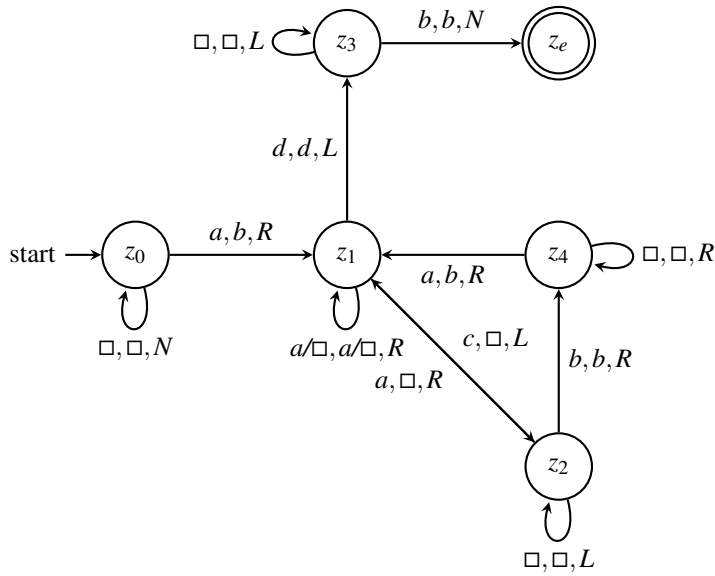 □, □, L
z₃
b, b, N
zₑ
d, d, L
start
z₀
a, b, R
z₁
a, b, R
z₄
□, □, R
□, □, N
a/□, a/□, R
c, □, L
a, □, R
b, b, R
z₂
□, □, L